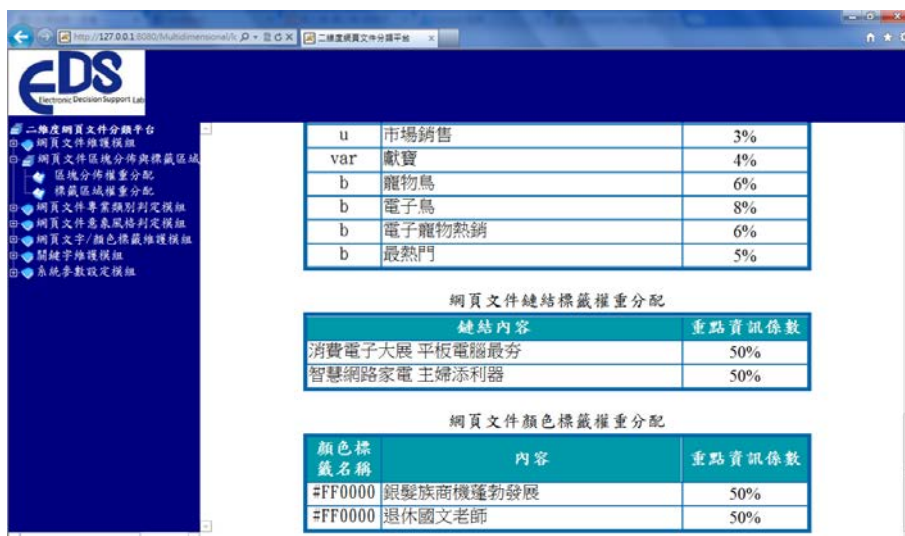 http://127.0.0.1:8080/Multidimensional/lc
二維度網頁文件分類平台
EDS
Electronic Decision Support Lab
二維度網頁文件分類平台
網頁文件維護模組
網頁文件區塊分佈與標籤區域
區塊分佈權重分配
標籤區域權重分配
網頁文件專業類別判定模組
網頁文件意象風格判定模組
網頁文字/顏色標籤維護模組
關鍵字維護模組
系統參數設定模組
u 市場銷售 3%
var 獻寶 4%
b 寵物鳥 6%
b 電子鳥 8%
b 電子寵物熱銷 6%
b 最熱門 5%
網頁文件鏈結標籤權重分配
鏈結內容 重點資訊係數
消費電子大展 平板電腦最夯 50%
智慧網路家電 主婦添利器 50%
網頁文件顏色標籤權重分配
顏色標籤名稱 內容 重點資訊係數
#FF0000 銀髮族商機蓬勃發展 50%
#FF0000 退休國文老師 50%